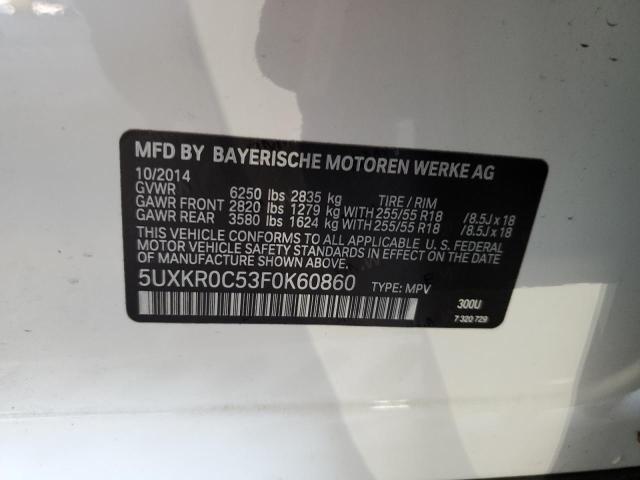 MFD BY BAYERISCHE MOTOREN WERKE AG
10/2014
GVWR 6250 lbs 2835 kg TIRE / RIM
GAWR FRONT 2820 lbs 1279 kg WITH 255/55 R18 /8.5J x 18
GAWR REAR 3580 lbs 1624 kg WITH 255/55 R18 /8.5J x 18
THIS VEHICLE CONFORMS TO ALL APPLICABLE U. S. FEDERAL
MOTOR VEHICLE SAFETY STANDARDS IN EFFECT ON THE DATE
OF MANUFACTURE SHOWN ABOVE.
5UXKR0C53F0K60860 TYPE: MPV
300U
7 320 729